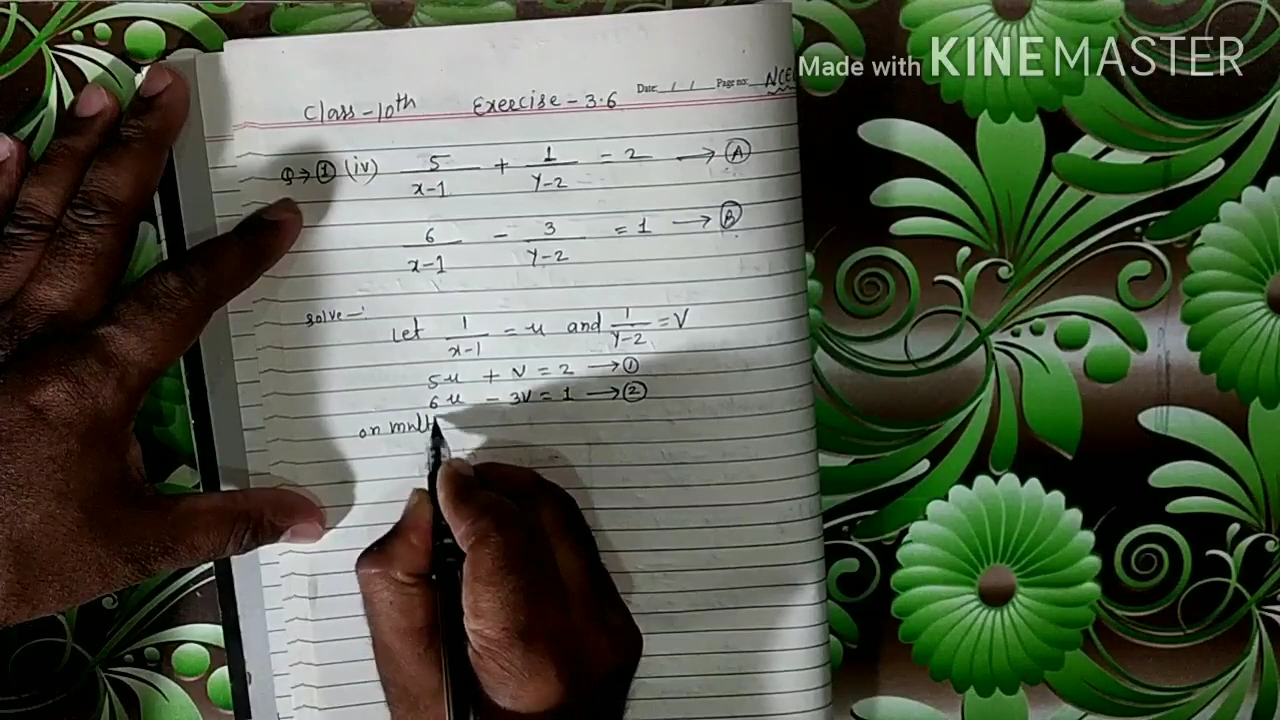 Made with KINEMASTER
Date: / / Page no:
Class-10th Exercise-3.6
Q→ ① (iv) 5/(x-1) + 1/(y-2) = 2 → Ⓐ
6/(x-1) - 3/(y-2) = 1 → Ⓑ
Solve-:
Let 1/(x-1) = u and 1/(y-2) = V
5u + V = 2 → ①
6u - 3V = 1 → ②
on